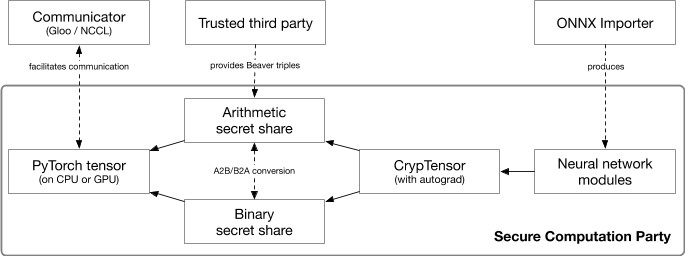 Communicator
(Gloo / NCCL)
Trusted third party
ONNX Importer
facilitates communication
provides Beaver triples
produces
Arithmetic
secret share
PyTorch tensor
(on CPU or GPU)
A2B/B2A conversion
CrypTensor
(with autograd)
Neural network
modules
Binary
secret share
Secure Computation Party